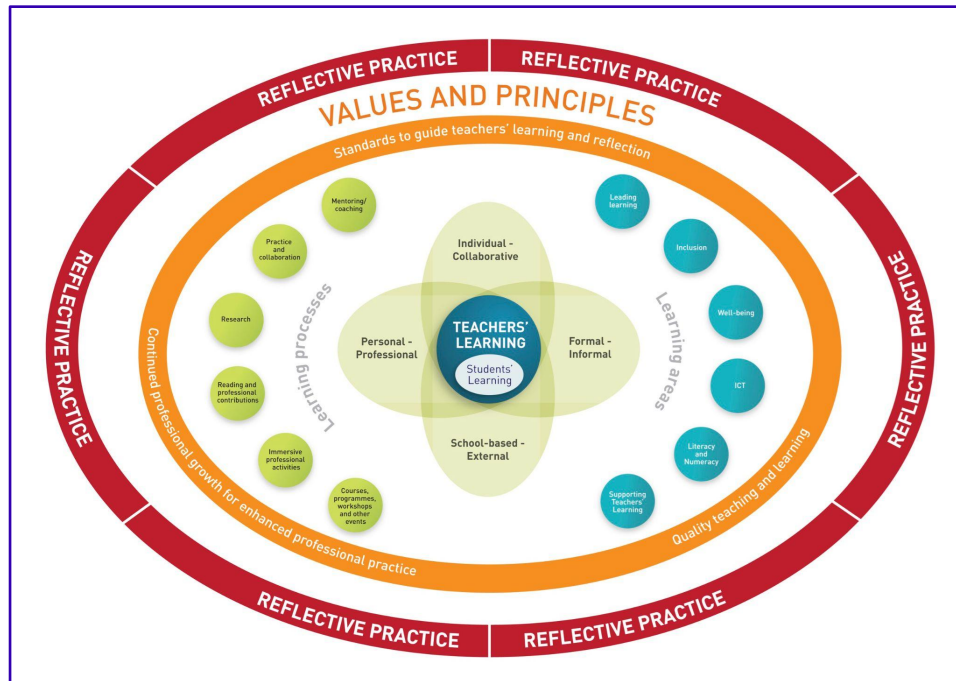 REFLECTIVE PRACTICE
REFLECTIVE PRACTICE
VALUES AND PRINCIPLES
Standards to guide teachers' learning and reflection
REFLECTIVE PRACTICE
REFLECTIVE PRACTICE
Continued professional growth for enhanced professional practice
Quality teaching and learning
Learning processes
Mentoring/
coaching
Practice
and
collaboration
Research
Reading and
professional
contributions
Immersive
professional
activities
Courses,
programmes,
workshops
and other
events
Individual -
Collaborative
Personal -
Professional
TEACHERS'
LEARNING
Students'
Learning
Formal -
Informal
School-based -
External
Learning areas
Leading
learning
Inclusion
Well-being
ICT
Literacy
and
Numeracy
Supporting
Teachers'
Learning
REFLECTIVE PRACTICE
REFLECTIVE PRACTICE